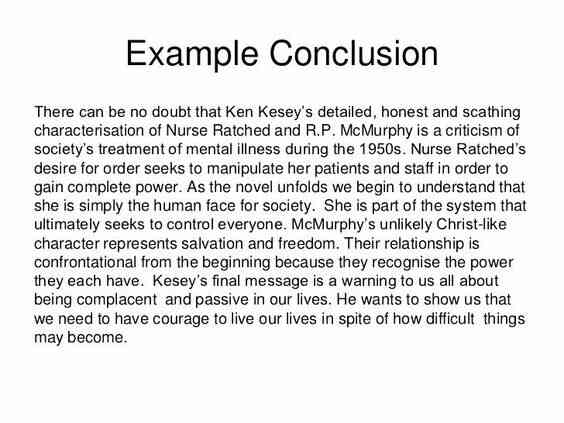 Example Conclusion
There can be no doubt that Ken Kesey's detailed, honest and scathing
characterisation of Nurse Ratched and R.P. McMurphy is a criticism of
society's treatment of mental illness during the 1950s. Nurse Ratched's
desire for order seeks to manipulate her patients and staff in order to
gain complete power. As the novel unfolds we begin to understand that
she is simply the human face for society.  She is part of the system that
ultimately seeks to control everyone. McMurphy's unlikely Christ-like
character represents salvation and freedom. Their relationship is
confrontational from the beginning because they recognise the power
they each have.  Kesey's final message is a warning to us all about
being complacent  and passive in our lives. He wants to show us that
we need to have courage to live our lives in spite of how difficult  things
may become.